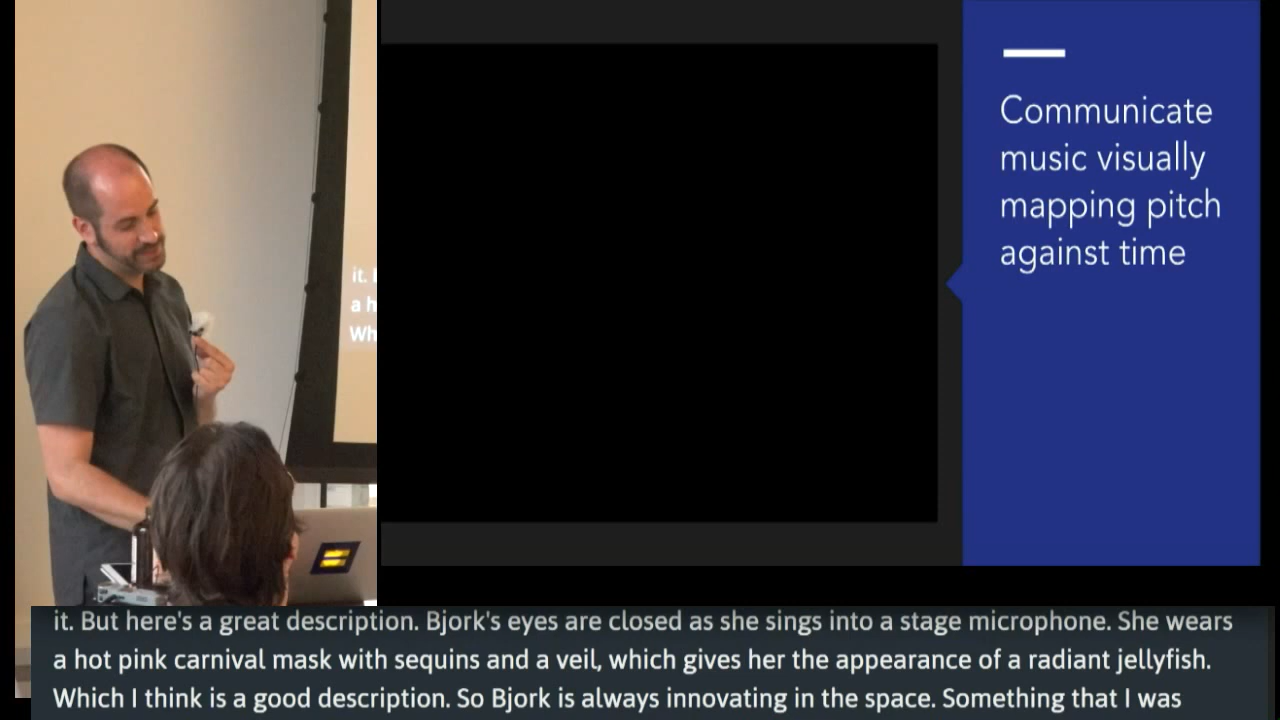 Communicate
music visually
mapping pitch
against time
it.
a h
Wh
it. But here's a great description. Bjork's eyes are closed as she sings into a stage microphone. She wears
a hot pink carnival mask with sequins and a veil, which gives her the appearance of a radiant jellyfish.
Which I think is a good description. So Bjork is always innovating in the space. Something that I was